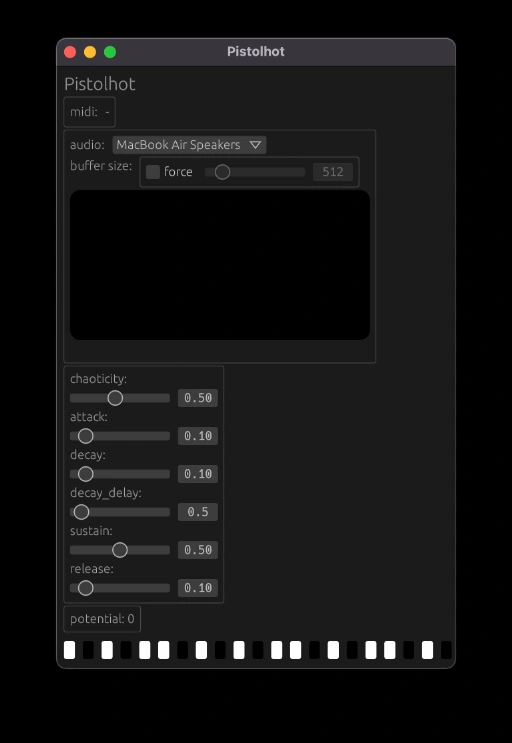 Pistolhot
Pistolhot
midi: -
audio: MacBook Air Speakers
buffer size: force 512
chaoticity:
0.50
attack:
0.10
decay:
0.10
decay_delay:
0.5
sustain:
0.50
release:
0.10
potential: 0